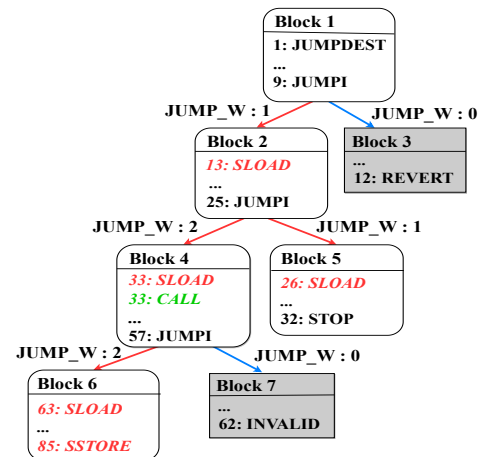 Block 1
1: JUMPDEST
...
9: JUMPI
JUMP_W : 1
JUMP_W : 0
Block 2
13: SLOAD
...
25: JUMPI
Block 3
...
12: REVERT
JUMP_W : 2
JUMP_W : 1
Block 4
33: SLOAD
33: CALL
...
57: JUMPI
Block 5
26: SLOAD
...
32: STOP
JUMP_W : 2
JUMP_W : 0
Block 6
63: SLOAD
...
85: SSTORE
Block 7
...
62: INVALID